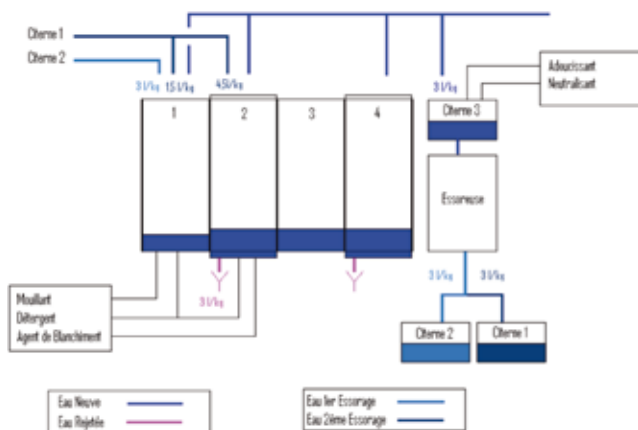 Citerne 1
Citerne 2
3 l/kg
1,5 l/kg
4,5l/kg
3 l/kg
Adoucissant
Neutralisant
1
2
3
4
Citerne 3
Essoreuse
3 l/kg
3 l/kg
3 l/kg
Mouillant
Détergent
Agent de Blanchiment
Citerne 2
Citerne 1
Eau Neuve
Eau Rejetée
Eau 1er Essorage
Eau 2ème Essorage